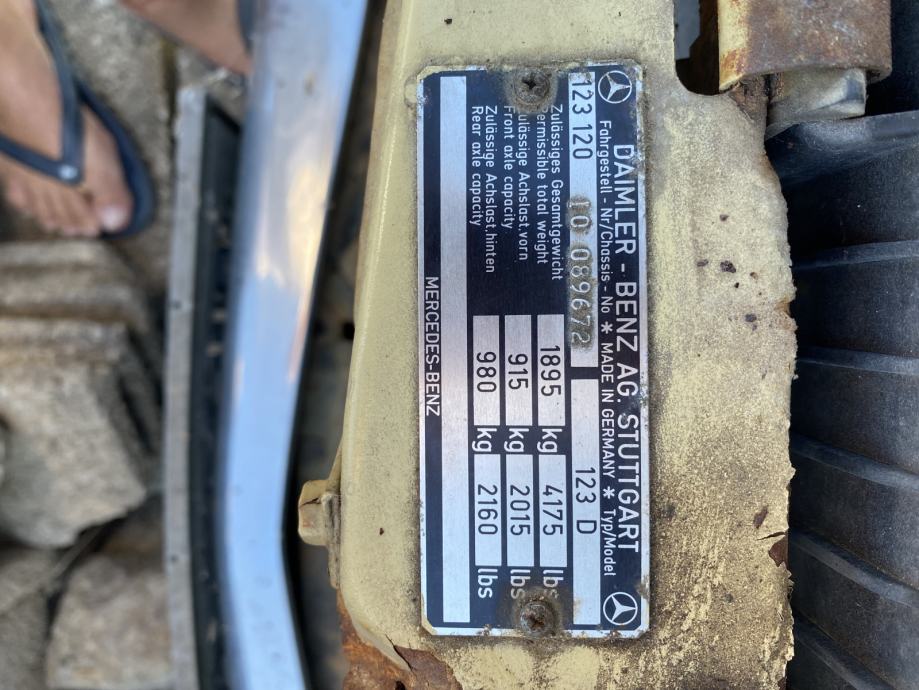 DAIMLER - BENZ AG. STUTTGART
Fahrgestell - Nr/Chassis - No * MADE IN GERMANY * Typ/Model
123 120 10 089672 123 D
Zulässiges Gesamtgewicht
Permissible total weight 1895 kg 4175 lbs
Zulässige Achslast.vorn
Front axle capacity 915 kg 2015 lbs
Zulässige Achslast.hinten
Rear axle capacity 980 kg 2160 lbs
MERCEDES-BENZ